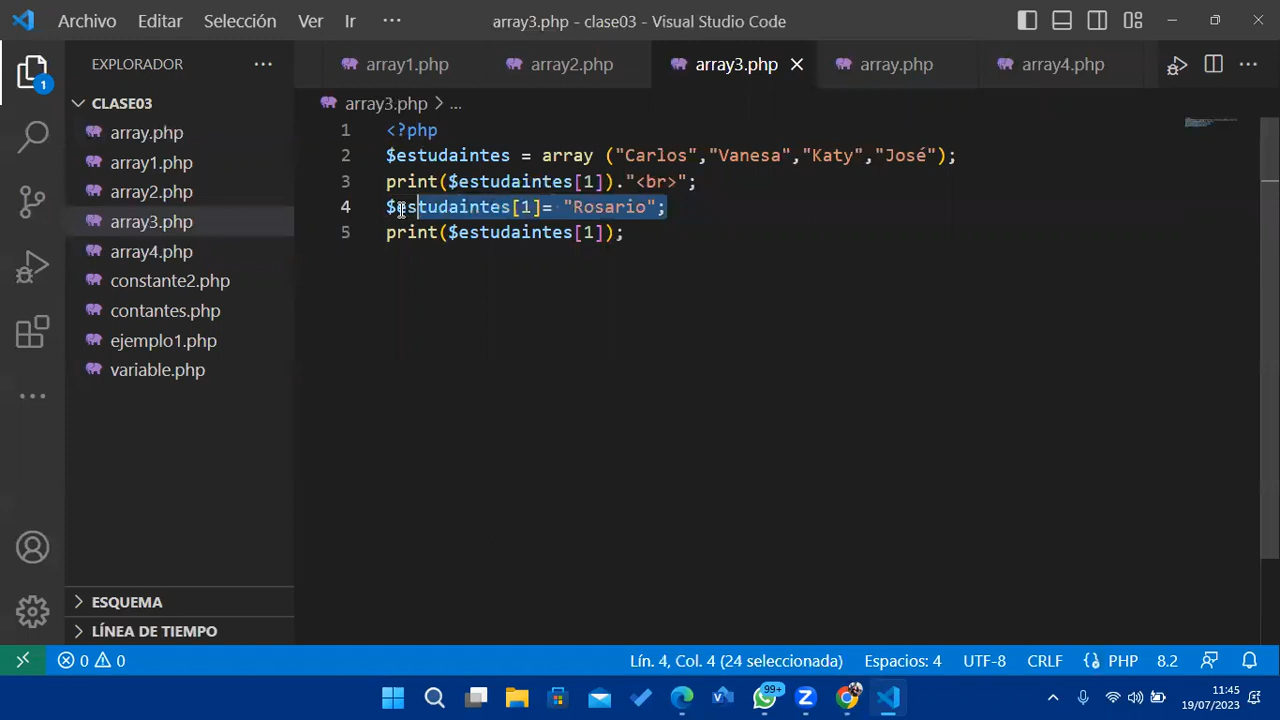 Archivo Editar Selección Ver Ir ··· array3.php - clase03 - Visual Studio Code
EXPLORADOR ···
array1.php array2.php array3.php array.php array4.php ···
CLASE03
array.php
array1.php
array2.php
array3.php
array4.php
constante2.php
contantes.php
ejemplo1.php
variable.php
ESQUEMA
LÍNEA DE TIEMPO
array3.php > ...
1 <?php
2 $estudaintes = array ("Carlos","Vanesa","Katy","José");
3 print($estudaintes[1])."<br>";
4 $estudaintes[1]= "Rosario";
5 print($estudaintes[1]);
1
0 0 Lín. 4, Col. 4 (24 seleccionada) Espacios: 4 UTF-8 CRLF PHP 8.2
99+
11:45
19/07/2023